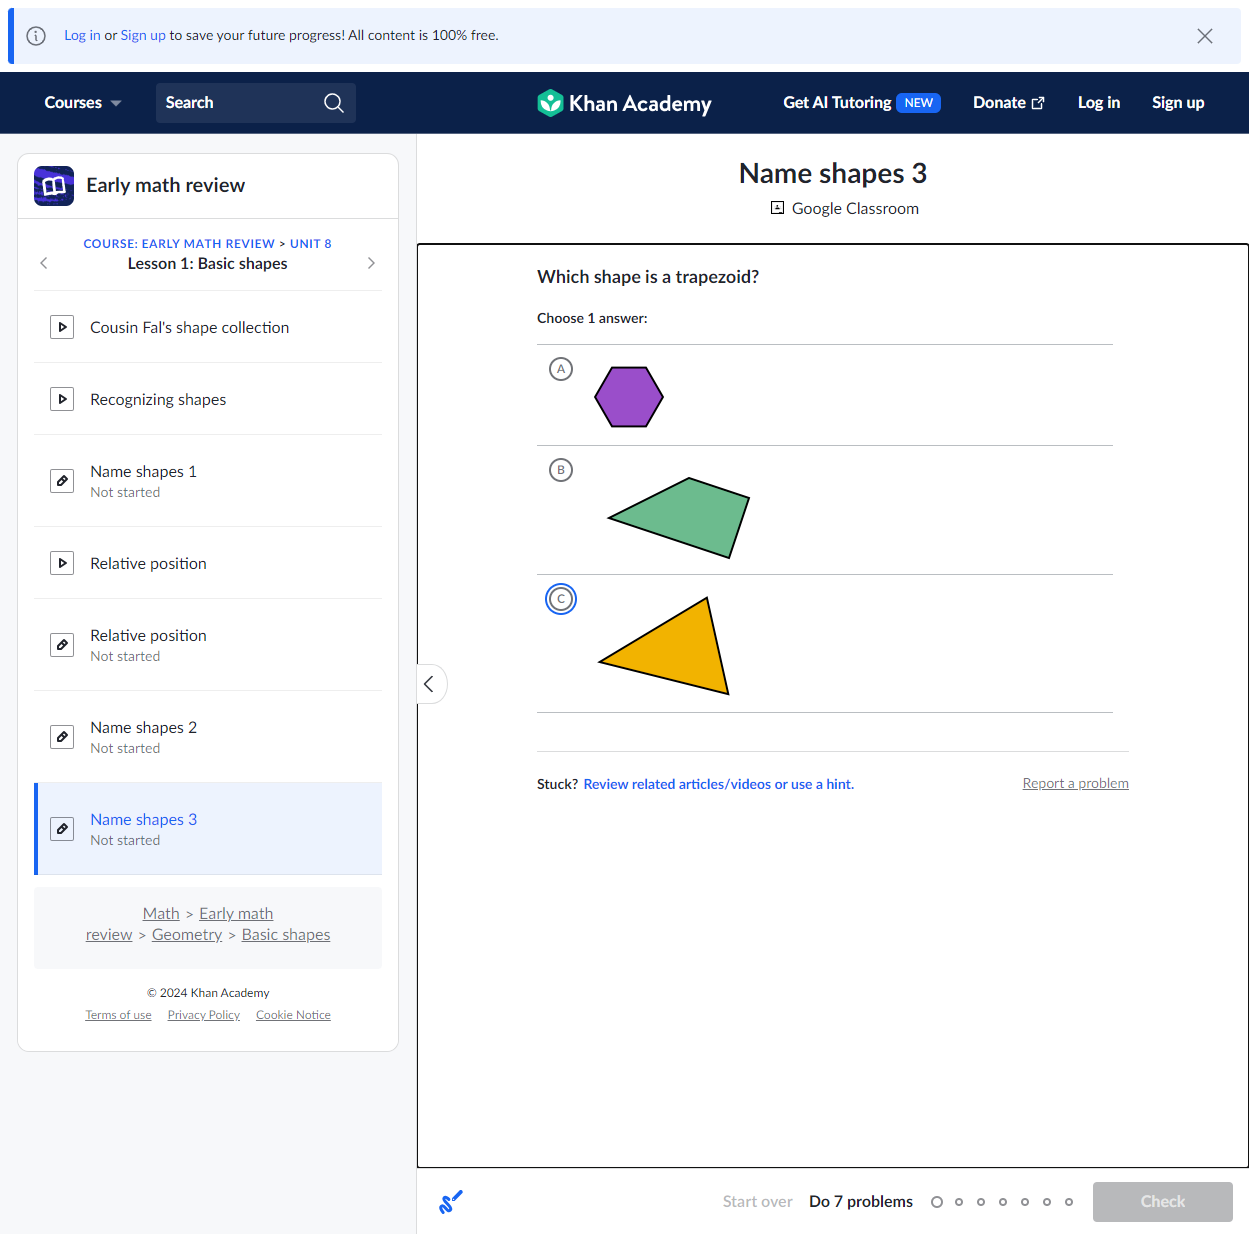 Log in or Sign up to save your future progress! All content is 100% free.
Courses
Search
Khan Academy
Get AI Tutoring NEW
Donate
Log in
Sign up
Early math review
COURSE: EARLY MATH REVIEW > UNIT 8
Lesson 1: Basic shapes
Cousin Fal's shape collection
Recognizing shapes
Name shapes 1
Not started
Relative position
Relative position
Not started
Name shapes 2
Not started
Name shapes 3
Not started
Math > Early math
review > Geometry > Basic shapes
© 2024 Khan Academy
Terms of use Privacy Policy Cookie Notice
Name shapes 3
Google Classroom
Which shape is a trapezoid?
Choose 1 answer:
A
B
C
Stuck? Review related articles/videos or use a hint.
Report a problem
Start over
Do 7 problems
Check